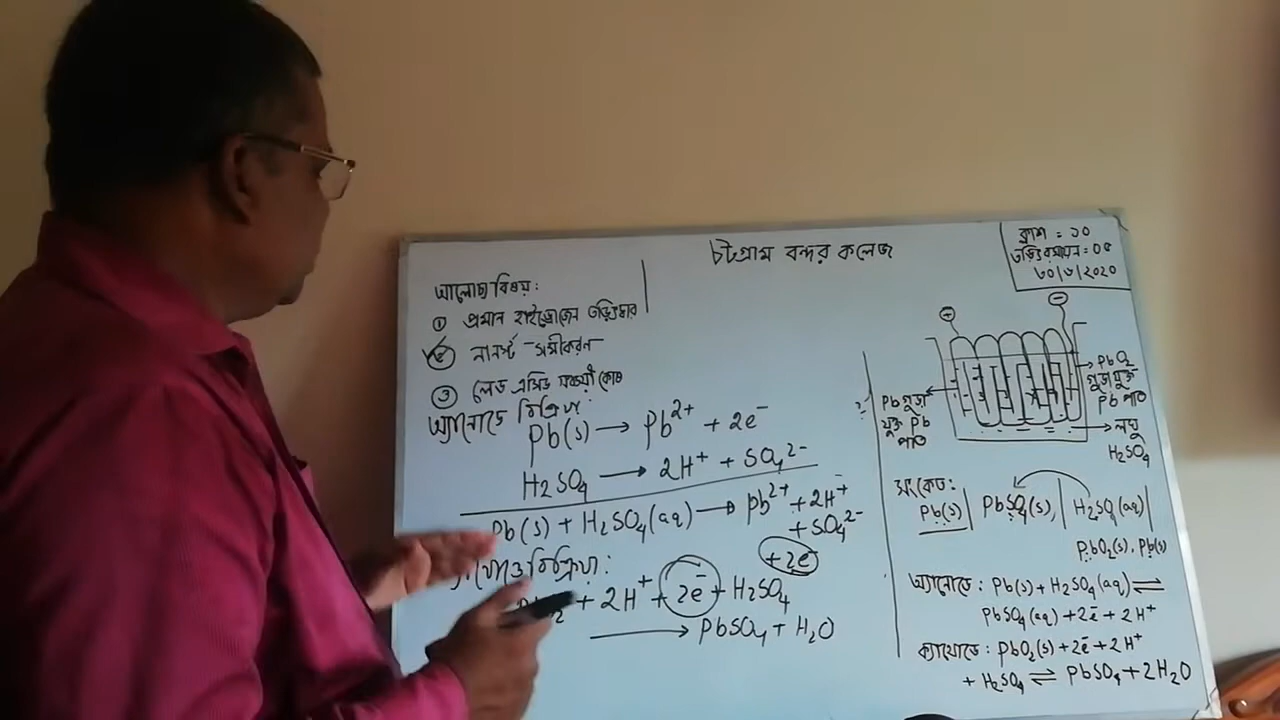 চট্টগ্রাম বন্দর কলেজ
ক্লাশ = ১০
তড়িৎ রসায়ন = ০৫
৩০/৬/২০২০
আলোচ্য বিষয় :
① প্রমান হাইড্রোজেন তড়িৎদ্বার
② নার্নস্ট সমীকরণ
③ লেড এসিড সঞ্চয়ী কোষ
অ্যানোডে বিক্রিয়া :
Pb(s) → Pb²⁺ + 2e⁻
H₂SO₄ → 2H⁺ + SO₄²⁻
Pb(s) + H₂SO₄(aq) → Pb²⁺ + 2H⁺
+ SO₄²⁻
+ 2e⁻
বিক্রিয়া :
+ 2H⁺ + 2e⁻ + H₂SO₄
→ PbSO₄ + H₂O
+
−
Pb গুড়া
যুক্ত Pb
পাত
PbO₂
গুড়া যুক্ত
Pb পাত
লঘু
H₂SO₄
সংকেত :
Pb(s) | PbSO₄(s), | H₂SO₄(aq) |
PbO₂(s), Pb(s)
অ্যানোডে : Pb(s) + H₂SO₄(aq) ⇌
PbSO₄(aq) + 2e⁻ + 2H⁺
ক্যাথোডে : PbO₂(s) + 2e⁻ + 2H⁺
+ H₂SO₄ ⇌ PbSO₄ + 2H₂O